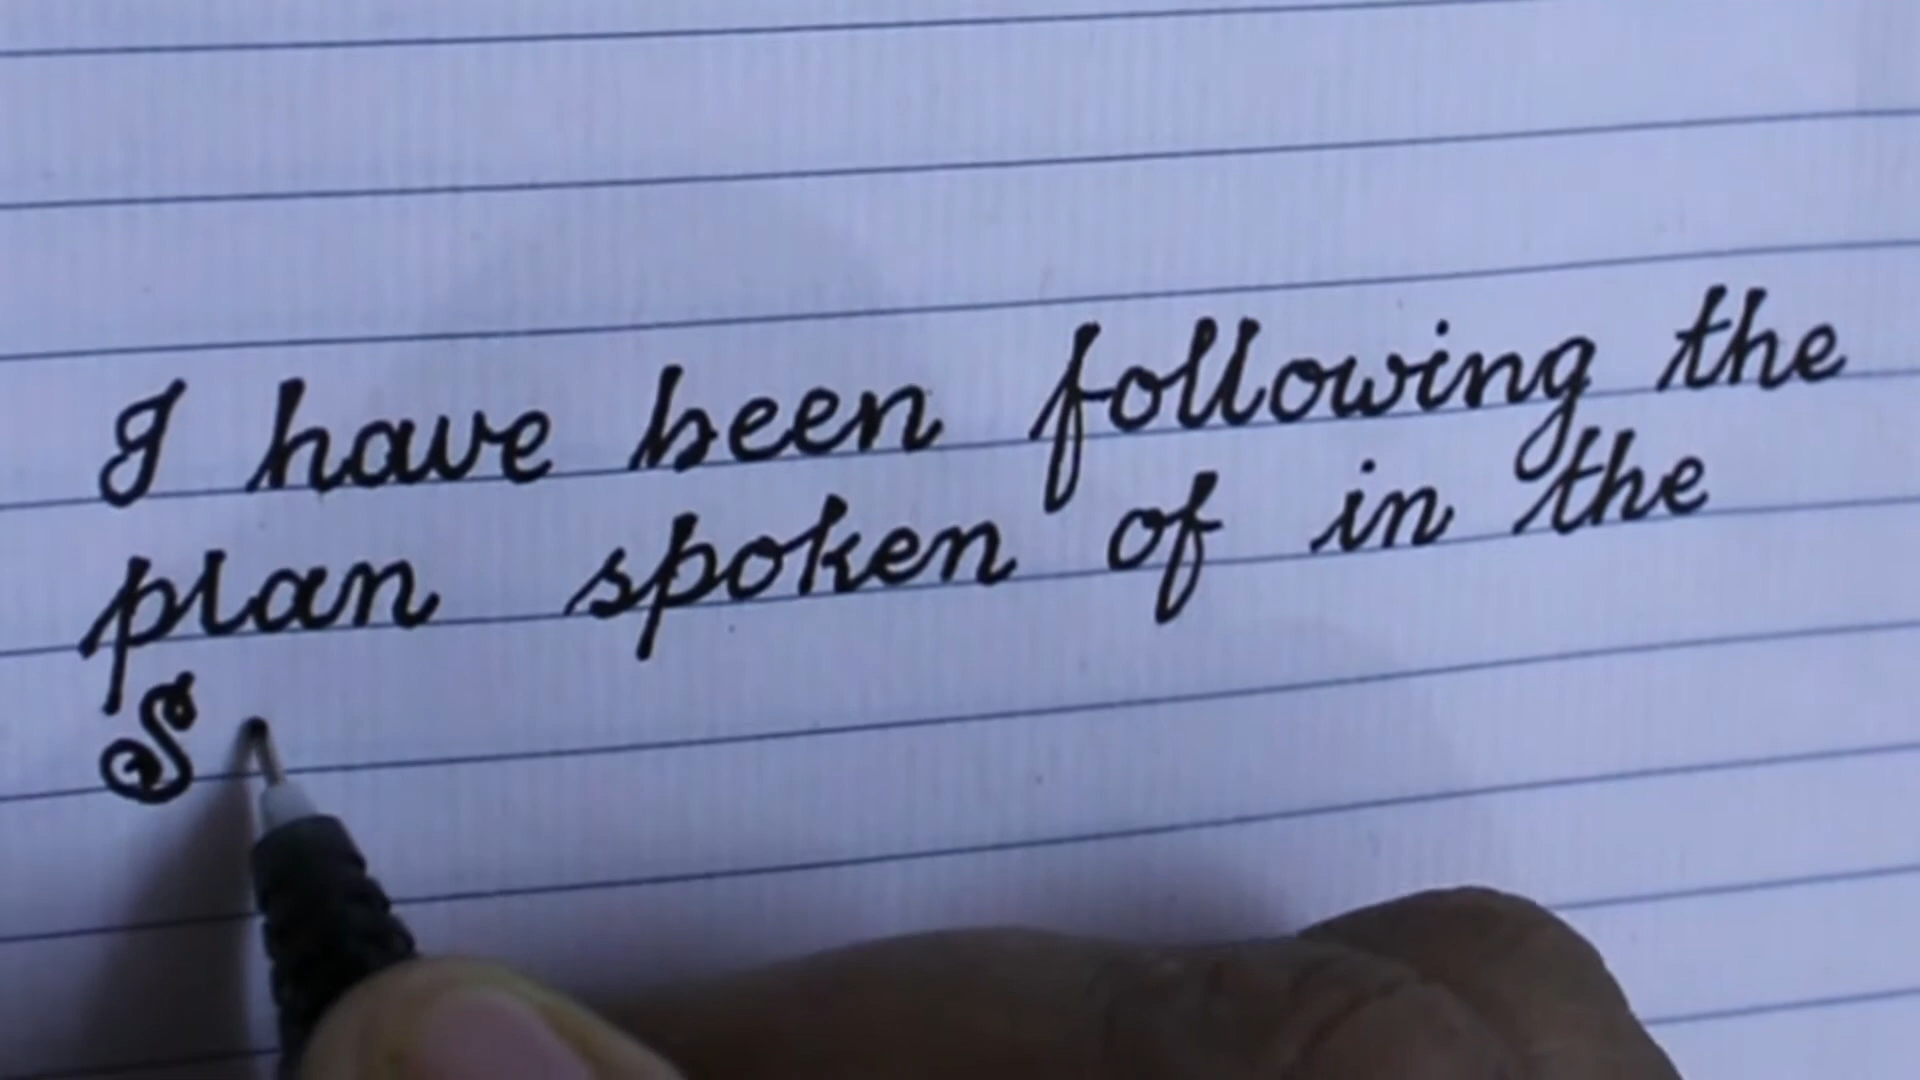 I have been following the
plan spoken of in the
S